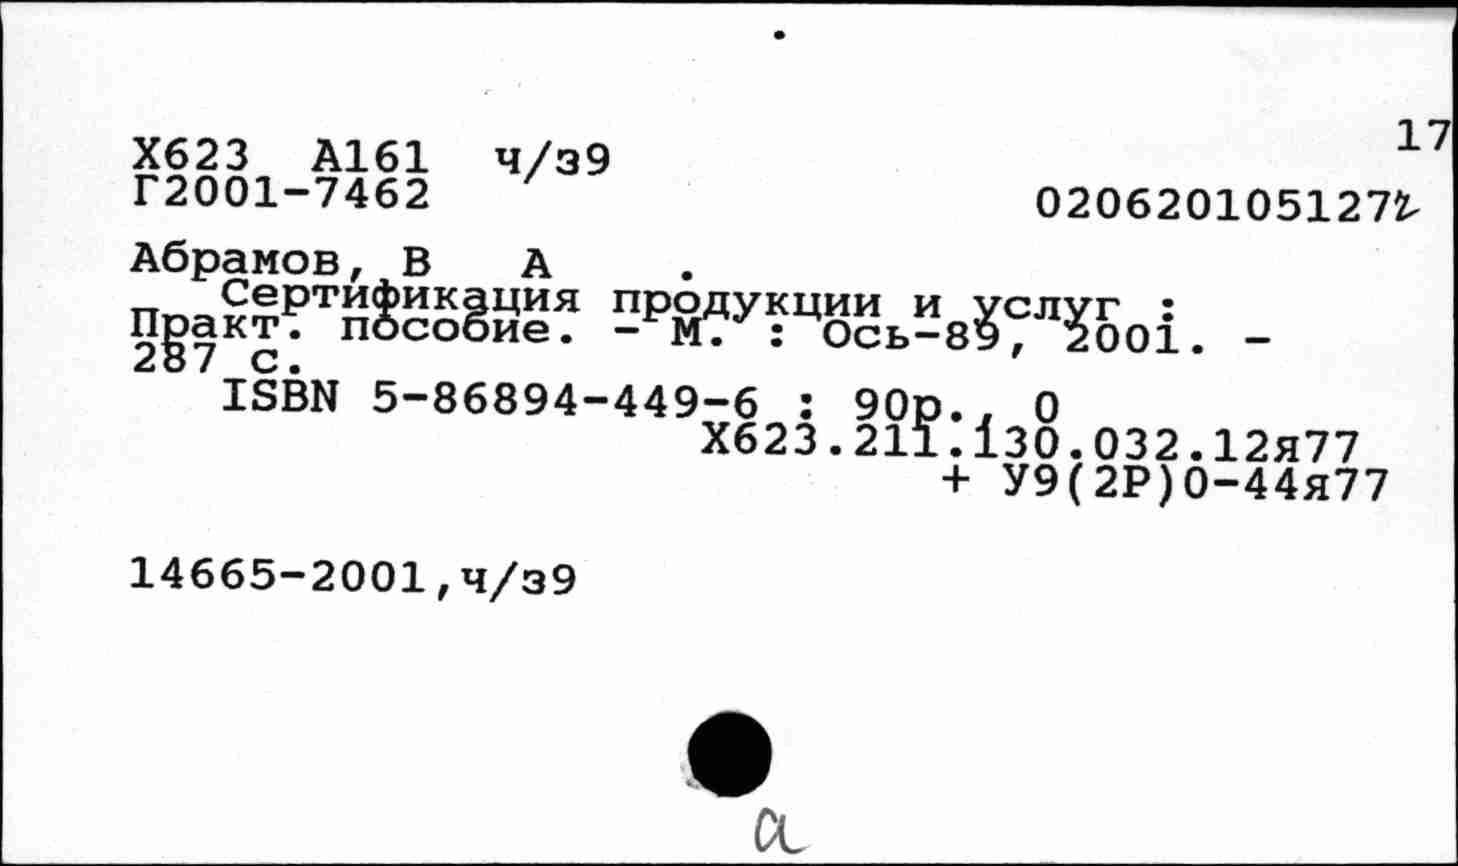 17
Х623 А161 ч/з9
Г2001-7462
020620105127
Абрамов, В А .
Сертификация продукции и услуг :
Практ. пособие. - М. : Ось-89, 2001. -
287 с.
ISBN 5-86894-449-6 : 90р., 0
Х623.211.130.032.12я77
+ У9(2Р)0-44я77
14665-2001,ч/з9
а